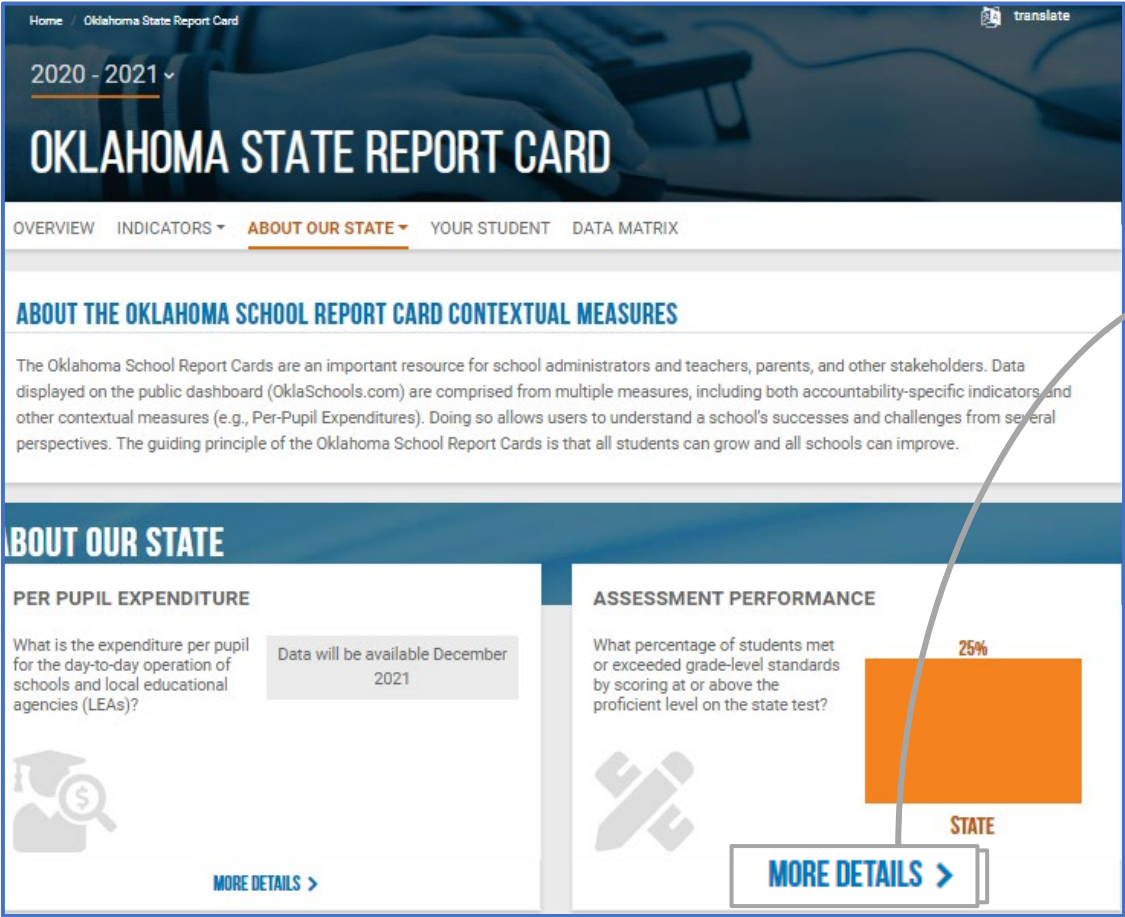 Home / Oklahoma State Report Card
translate
2020 - 2021
OKLAHOMA STATE REPORT CARD
OVERVIEW INDICATORS ABOUT OUR STATE YOUR STUDENT DATA MATRIX
ABOUT THE OKLAHOMA SCHOOL REPORT CARD CONTEXTUAL MEASURES
The Oklahoma School Report Cards are an important resource for school administrators and teachers, parents, and other stakeholders. Data
displayed on the public dashboard (OklaSchools.com) are comprised from multiple measures, including both accountability-specific indicators and
other contextual measures (e.g., Per-Pupil Expenditures). Doing so allows users to understand a school's successes and challenges from several
perspectives. The guiding principle of the Oklahoma School Report Cards is that all students can grow and all schools can improve.
ABOUT OUR STATE
PER PUPIL EXPENDITURE
What is the expenditure per pupil
for the day-to-day operation of
schools and local educational
agencies (LEAs)?
Data will be available December
2021
$
MORE DETAILS >
ASSESSMENT PERFORMANCE
What percentage of students met
or exceeded grade-level standards
by scoring at or above the
proficient level on the state test?
25%
STATE
MORE DETAILS >